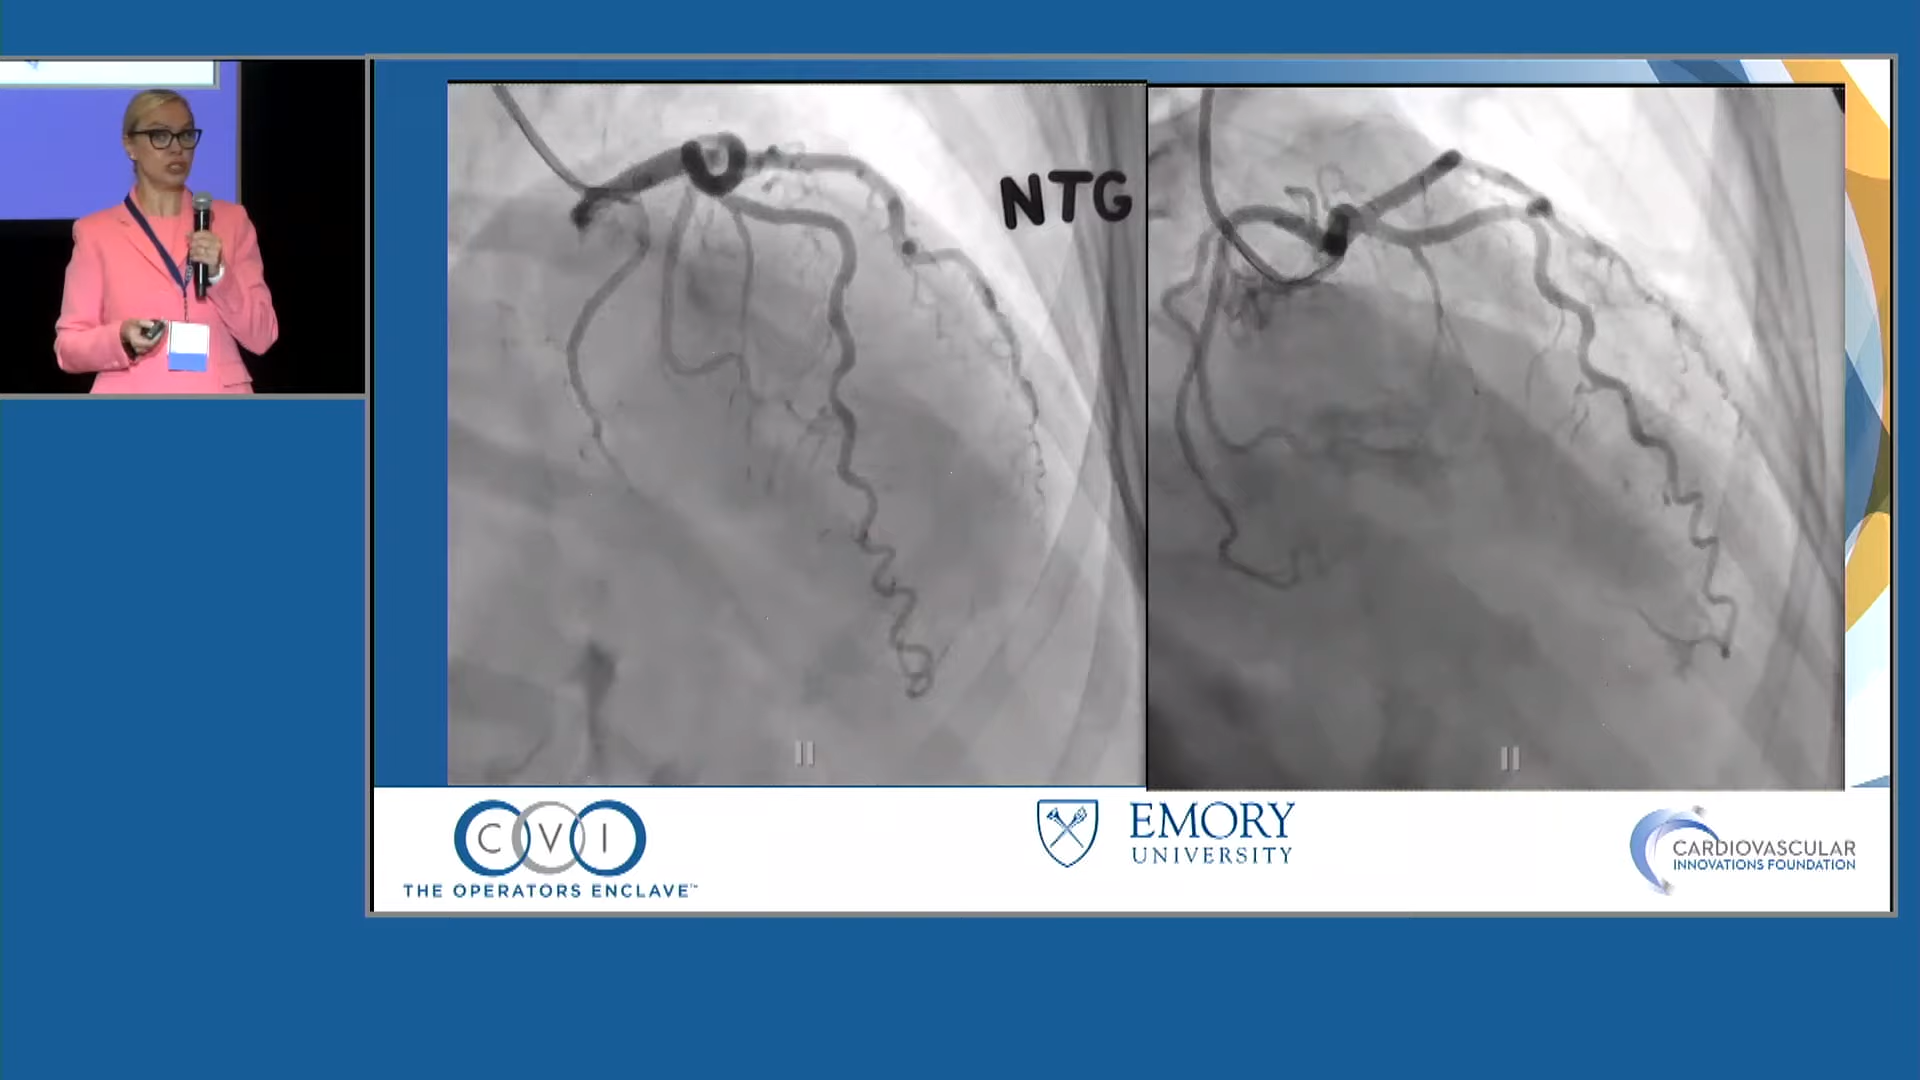 NTG
CVI
THE OPERATORS ENCLAVE™
EMORY
UNIVERSITY
CARDIOVASCULAR
INNOVATIONS FOUNDATION